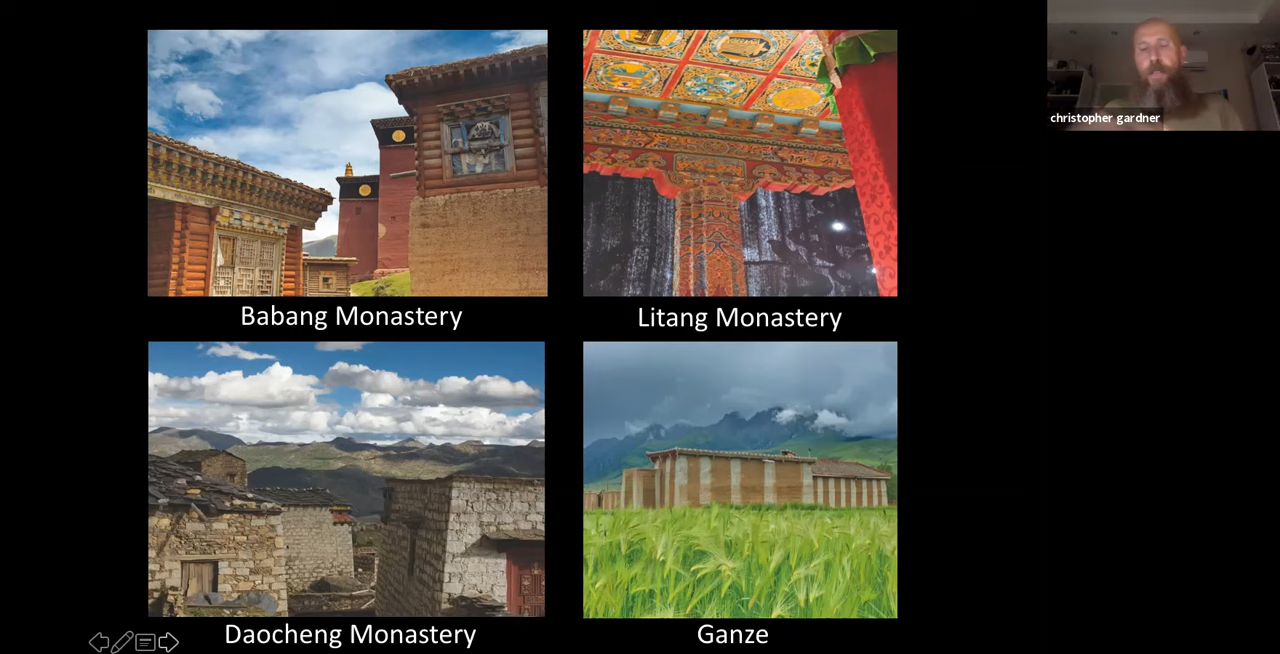 christopher gardner
Babang Monastery
Litang Monastery
Daocheng Monastery
Ganze